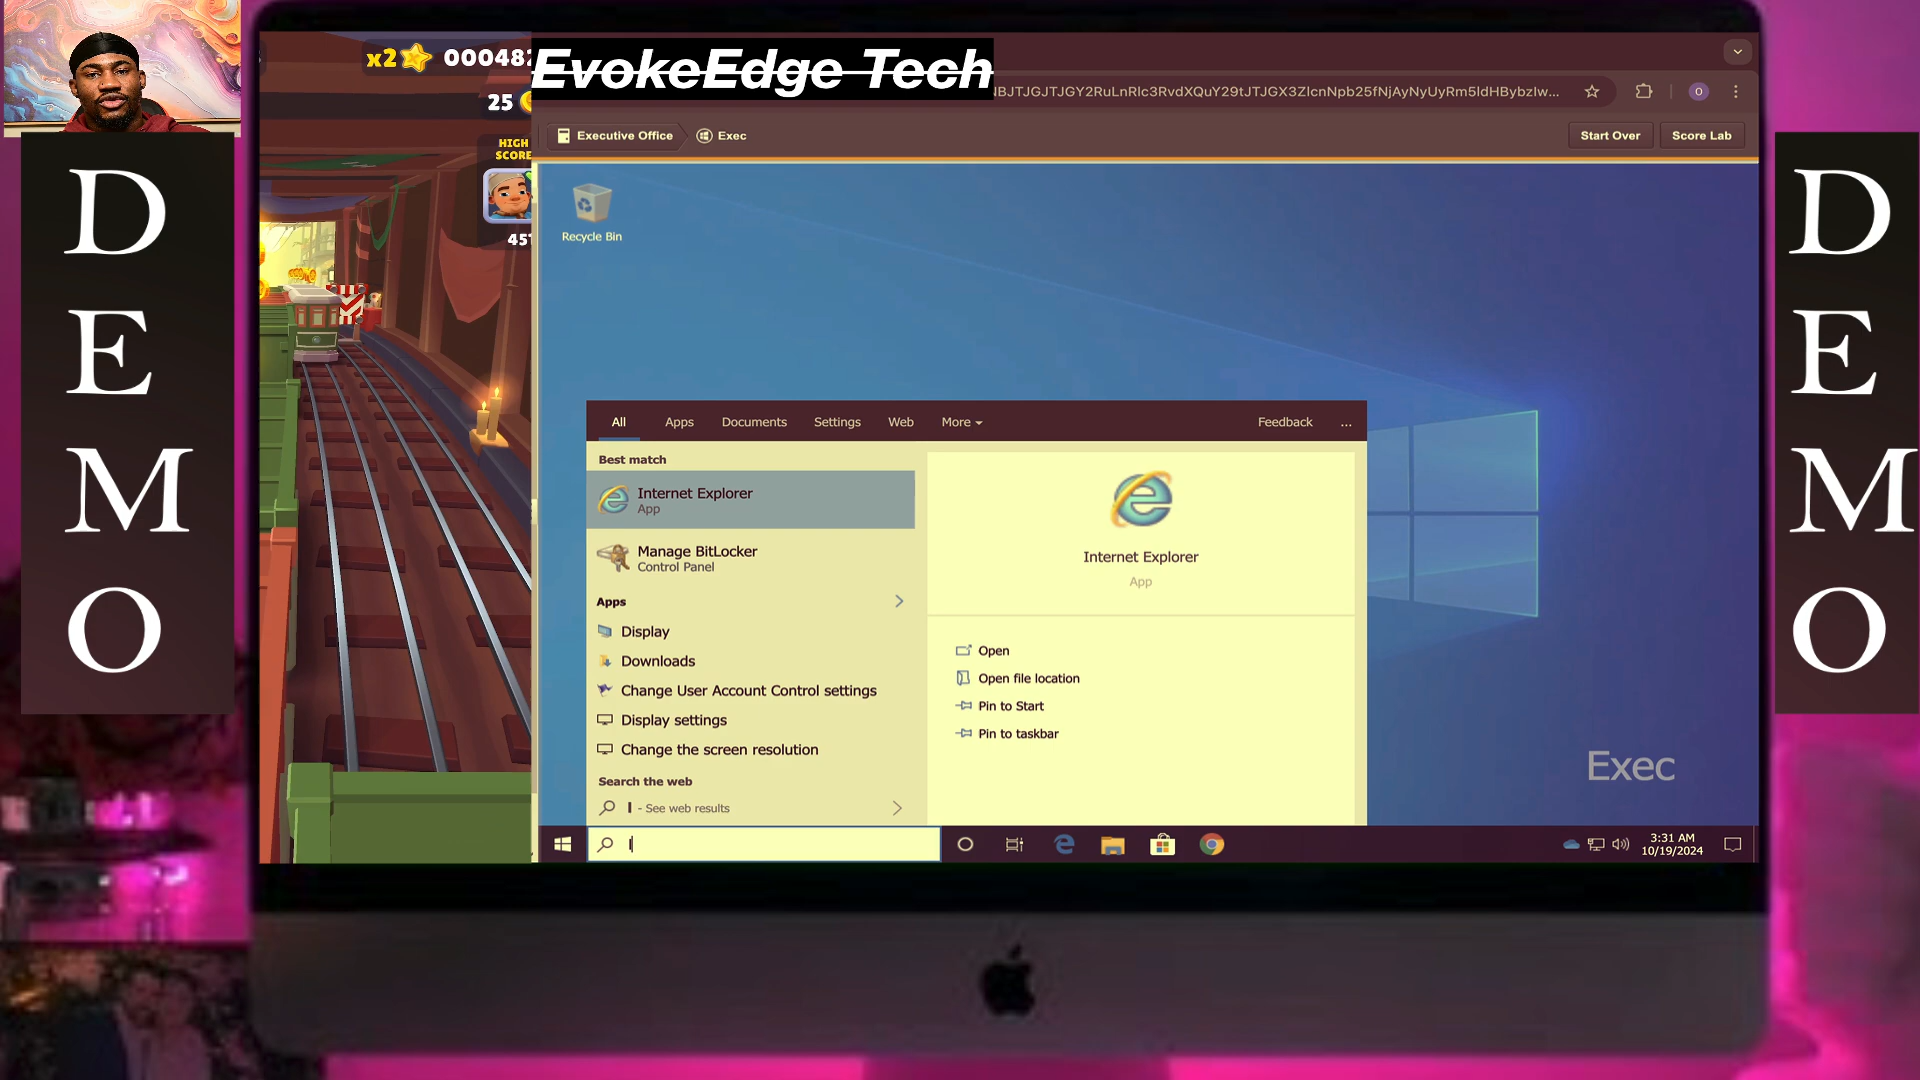 x2 00048
25
HIGH
SCORE
45
EvokeEdge Tech
BJTJGJTJGY2RuLnRlc3RvdXQuY29tJTJGX3ZlcnNpb25fNjAyNyUyRm5ldHBybzIw...
O
Executive Office
Exec
Start Over
Score Lab
Recycle Bin
All
Apps
Documents
Settings
Web
More
Feedback
...
Best match
Internet Explorer
App
Manage BitLocker
Control Panel
Apps
Display
Downloads
Change User Account Control settings
Display settings
Change the screen resolution
Search the web
I - See web results
I
Internet Explorer
App
Open
Open file location
Pin to Start
Pin to taskbar
Exec
3:31 AM
10/19/2024
D
E
M
O
D
E
M
O